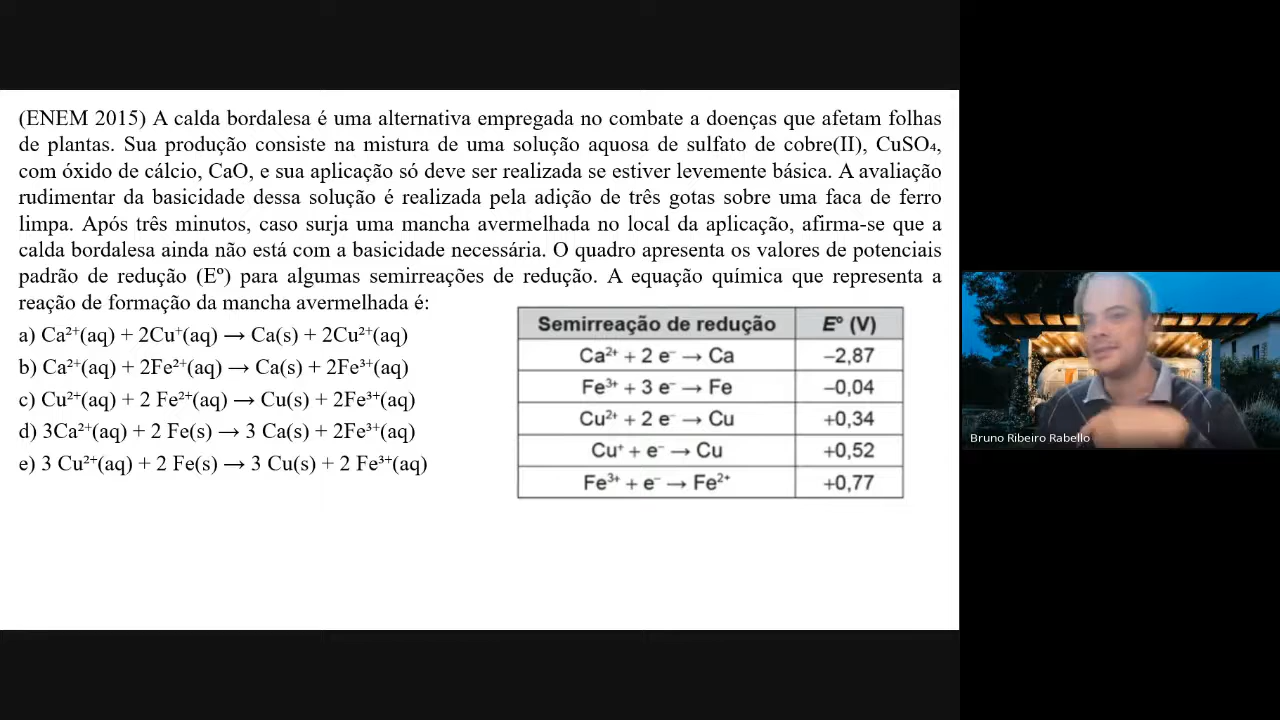 (ENEM 2015) A calda bordalesa é uma alternativa empregada no combate a doenças que afetam folhas
de plantas. Sua produção consiste na mistura de uma solução aquosa de sulfato de cobre(II), CuSO₄,
com óxido de cálcio, CaO, e sua aplicação só deve ser realizada se estiver levemente básica. A avaliação
rudimentar da basicidade dessa solução é realizada pela adição de três gotas sobre uma faca de ferro
limpa. Após três minutos, caso surja uma mancha avermelhada no local da aplicação, afirma-se que a
calda bordalesa ainda não está com a basicidade necessária. O quadro apresenta os valores de potenciais
padrão de redução (Eº) para algumas semirreações de redução. A equação química que representa a
reação de formação da mancha avermelhada é:
a) Ca²⁺(aq) + 2Cu⁺(aq) → Ca(s) + 2Cu²⁺(aq)
b) Ca²⁺(aq) + 2Fe²⁺(aq) → Ca(s) + 2Fe³⁺(aq)
c) Cu²⁺(aq) + 2 Fe²⁺(aq) → Cu(s) + 2Fe³⁺(aq)
d) 3Ca²⁺(aq) + 2 Fe(s) → 3 Ca(s) + 2Fe³⁺(aq)
e) 3 Cu²⁺(aq) + 2 Fe(s) → 3 Cu(s) + 2 Fe³⁺(aq)
Semirreação de redução E° (V)
Ca²⁺ + 2 e⁻ → Ca −2,87
Fe³⁺ + 3 e⁻ → Fe −0,04
Cu²⁺ + 2 e⁻ → Cu +0,34
Cu⁺ + e⁻ → Cu +0,52
Fe³⁺ + e⁻ → Fe²⁺ +0,77
Bruno Ribeiro Rabello